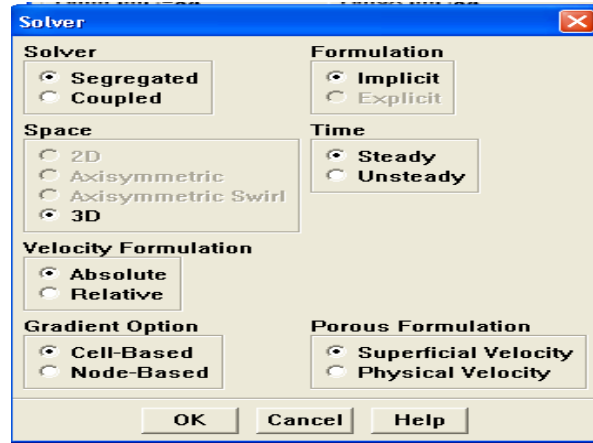 Solver
Solver
Segregated
Coupled
Formulation
Implicit
Explicit
Space
2D
Axisymmetric
Axisymmetric Swirl
3D
Time
Steady
Unsteady
Velocity Formulation
Absolute
Relative
Gradient Option
Cell-Based
Node-Based
Porous Formulation
Superficial Velocity
Physical Velocity
OK
Cancel
Help